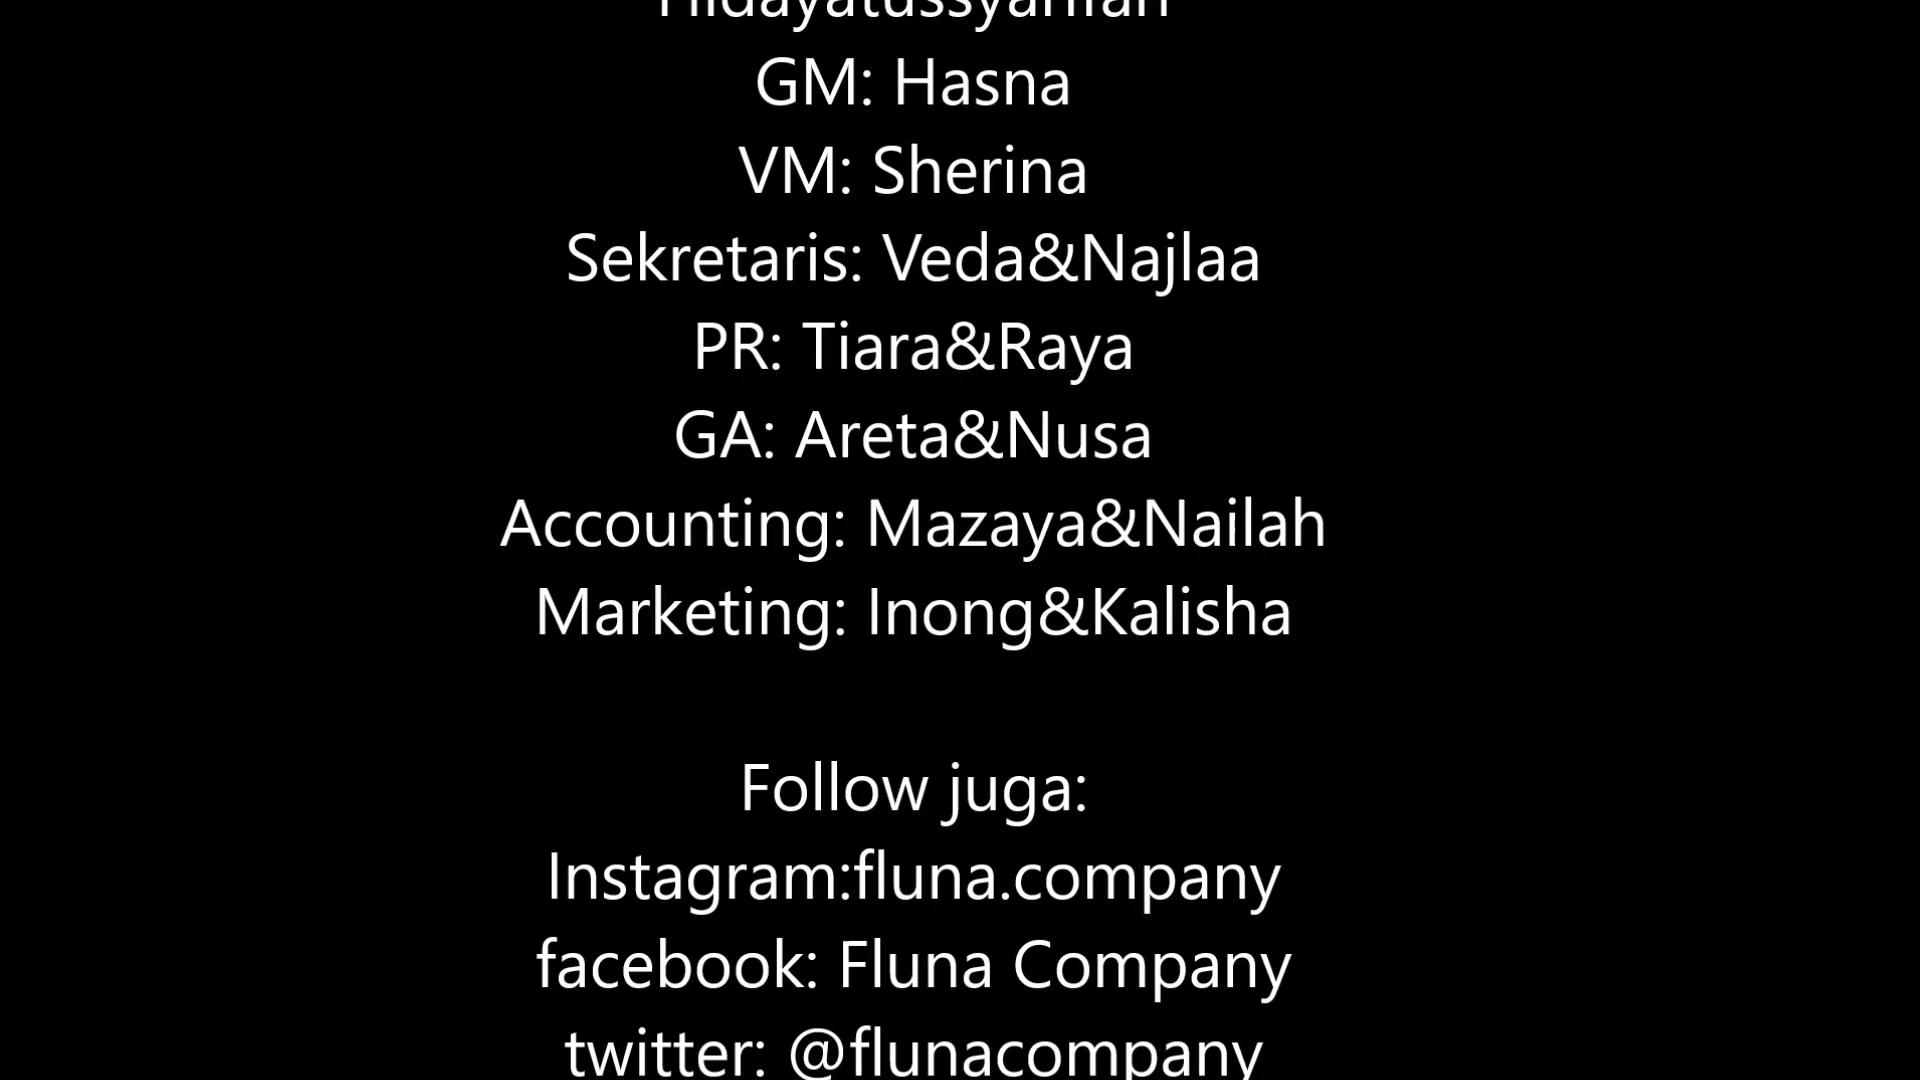 GM: Hasna
VM: Sherina
Sekretaris: Veda&Najlaa
PR: Tiara&Raya
GA: Areta&Nusa
Accounting: Mazaya&Nailah
Marketing: Inong&Kalisha
Follow juga:
Instagram:fluna.company
facebook: Fluna Company
twitter: @flunacompany